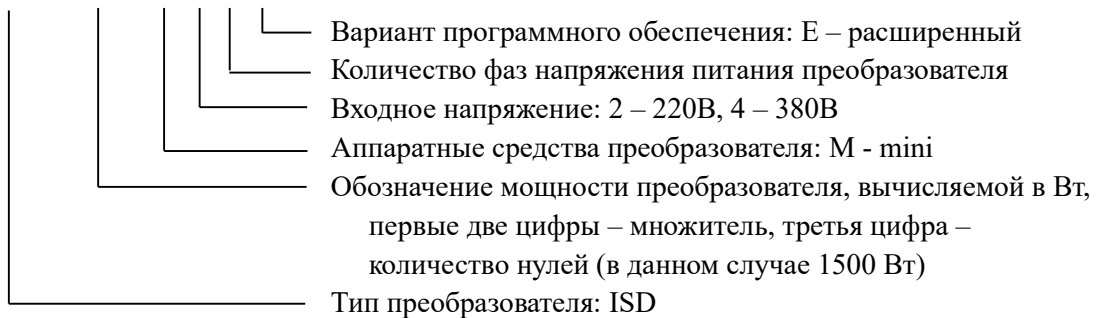 Вариант программного обеспечения: Е – расширенный
Количество фаз напряжения питания преобразователя
Входное напряжение: 2 – 220В, 4 – 380В
Аппаратные средства преобразователя: М - mini
Обозначение мощности преобразователя, вычисляемой в Вт,
первые две цифры – множитель, третья цифра –
количество нулей (в данном случае 1500 Вт)
Тип преобразователя: ISD